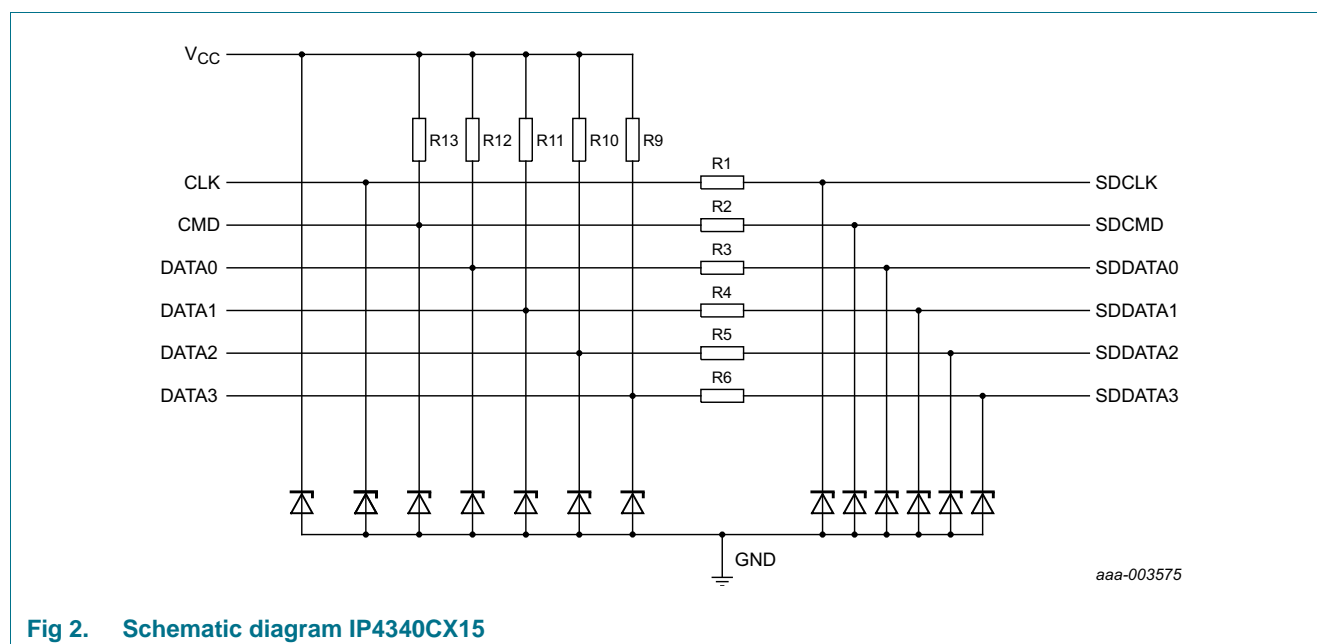 VCC
R13 R12 R11 R10 R9
R1
CLK SDCLK
R2
CMD SDCMD
R3
DATA0 SDDATA0
R4
DATA1 SDDATA1
R5
DATA2 SDDATA2
R6
DATA3 SDDATA3
GND
aaa-003575
Fig 2. Schematic diagram IP4340CX15